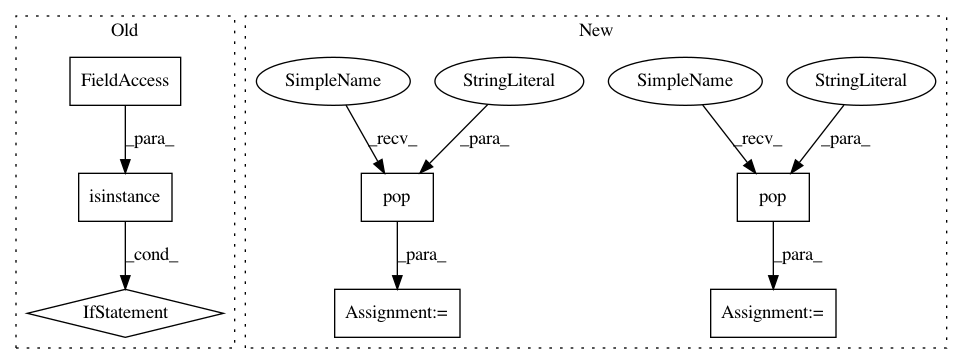 Old
New
FieldAccess
SimpleName
StringLiteral
SimpleName
StringLiteral
_para_
_recv_
_para_
_recv_
_para_
isinstance
pop
pop
_cond_
_para_
_para_
IfStatement
Assignment:=
Assignment:=